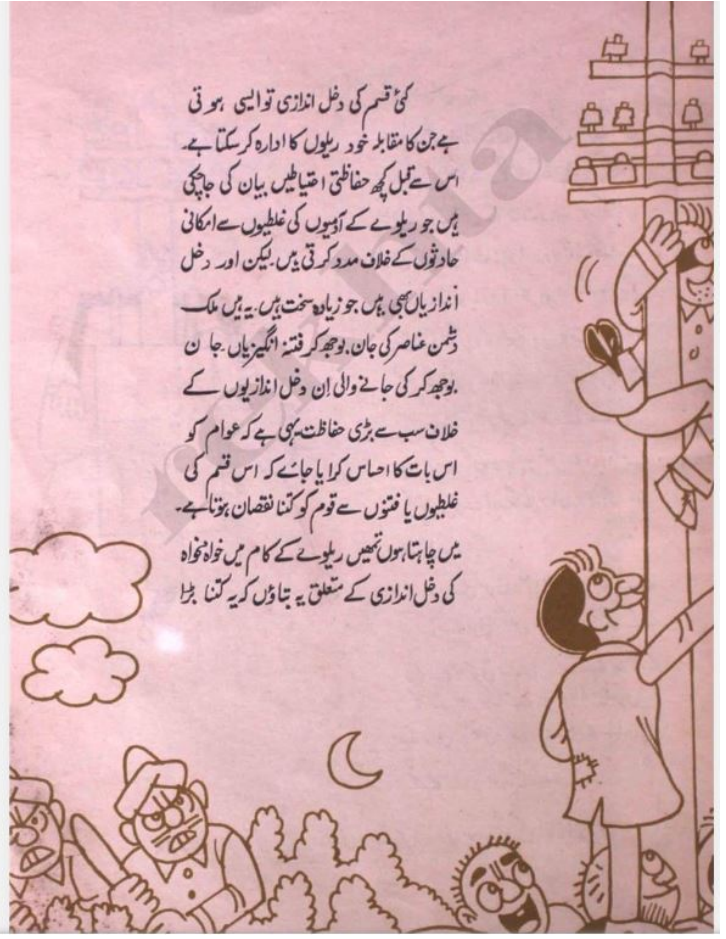 کئی قسم کی دخل اندازی تو ایسی ہوتی
ہے جن کا مقابلہ خود ریلوں کا ادارہ کر سکتا ہے۔
اس سے قبل کچھ حفاظتی احتیاطیں بیان کی جا چکی
ہیں جو ریلوے کے آدمیوں کی غلطیوں سے امکانی
حادثوں کے خلاف مدد کرتی ہیں۔ لیکن اور دخل
اندازیاں بھی ہیں جو زیادہ سخت ہیں۔ یہ ہیں ملک
دشمن عناصر کی جان بوجھ کر فتنہ انگیزیاں۔ جان
بوجھ کر کی جانے والی اِن دخل اندازیوں کے
خلاف سب سے بڑی حفاظت یہی ہے کہ عوام کو
اس بات کا احساس کرایا جائے کہ اس قسم کی
غلطیوں یا فتنوں سے قوم کو کتنا نقصان ہوتا ہے۔
میں چاہتا ہوں تمھیں ریلوے کے کام میں خواہ مخواہ
کی دخل اندازی کے متعلق یہ بتاؤں کہ یہ کتنا بڑا
rekhta